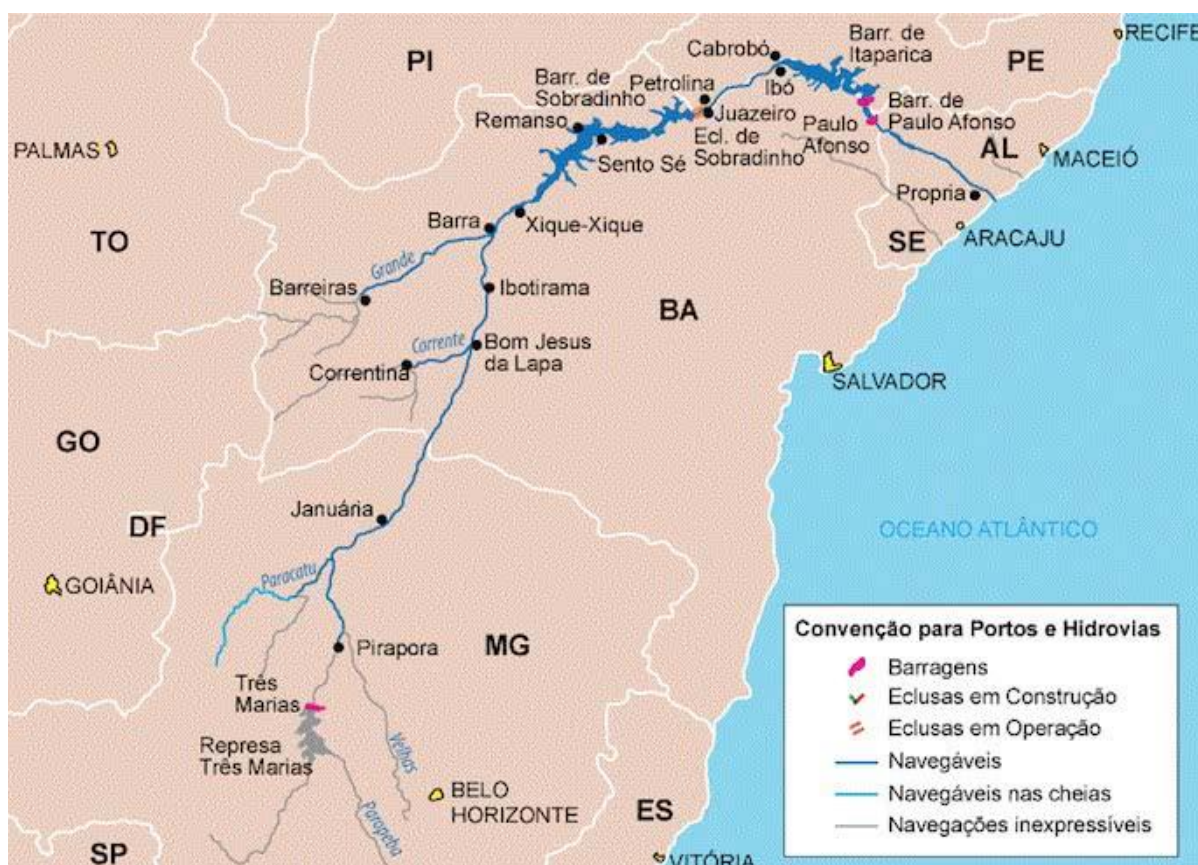 RECIFE
Cabrobó
Barr. de
Itaparica
PI
PE
Barr. de
Sobradinho
Petrolina
Ibó
Remanso
Juazeiro
Barr. de
Paulo Afonso
Ecl. de
Sobradinho
Paulo
Afonso
PALMAS
Sento Sé
AL
MACEIÓ
Propria
Barra
Xique-Xique
TO
SE
ARACAJU
Grande
Barreiras
Ibotirama
BA
Corrente
Bom Jesus
da Lapa
Correntina
SALVADOR
GO
Januária
DF
OCEANO ATLÂNTICO
GOIÂNIA
Paracatu
Pirapora
MG
Três
Marias
Represa
Três Marias
Velhas
BELO
HORIZONTE
Paropeba
ES
SP
VITÓRIA
Convenção para Portos e Hidrovias
Barragens
Eclusas em Construção
Eclusas em Operação
Navegáveis
Navegáveis nas cheias
Navegações inexpressíveis